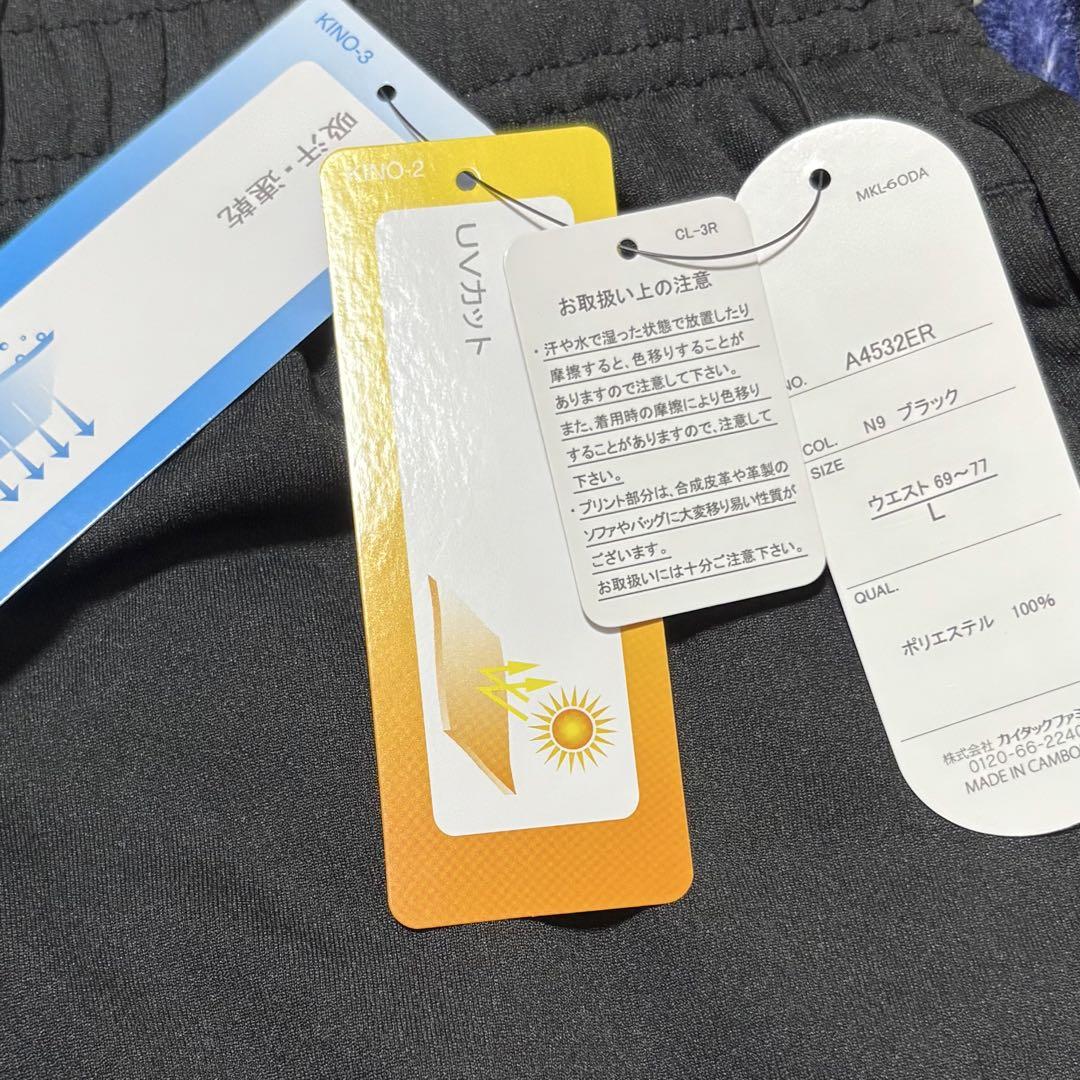 KINO-3
吸汗・速乾
KINO-2
UVカット
CL-3R
お取扱い上の注意
・汗や水で湿った状態で放置したり
摩擦すると、色移りすることが
ありますので注意して下さい。
また、着用時の摩擦により色移り
することがありますので、注意して
下さい。
・プリント部分は、合成皮革や革製の
ソファやバッグに大変移り易い性質が
ございます。
お取扱いには十分ご注意下さい。
MKL-60DA
NO. A4532ER
COL. N9 ブラック
SIZE
ウエスト 69～77
L
QUAL.
ポリエステル 100%
株式会社 カイタックファミ
0120-66-2240
MADE IN CAMBO